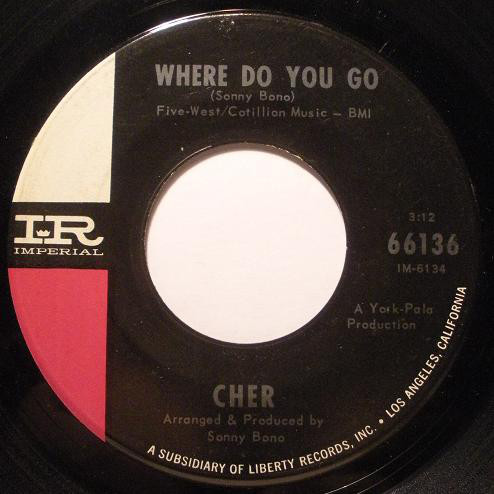 WHERE DO YOU GO
(Sonny Bono)
Five-West/Cotillion Music - BMI
IR
IMPERIAL
3:12
66136
IM-6134
A York-Pala
Production
CHER
Arranged & Produced by
Sonny Bono
A SUBSIDIARY OF LIBERTY RECORDS, INC. • LOS ANGELES, CALIFORNIA